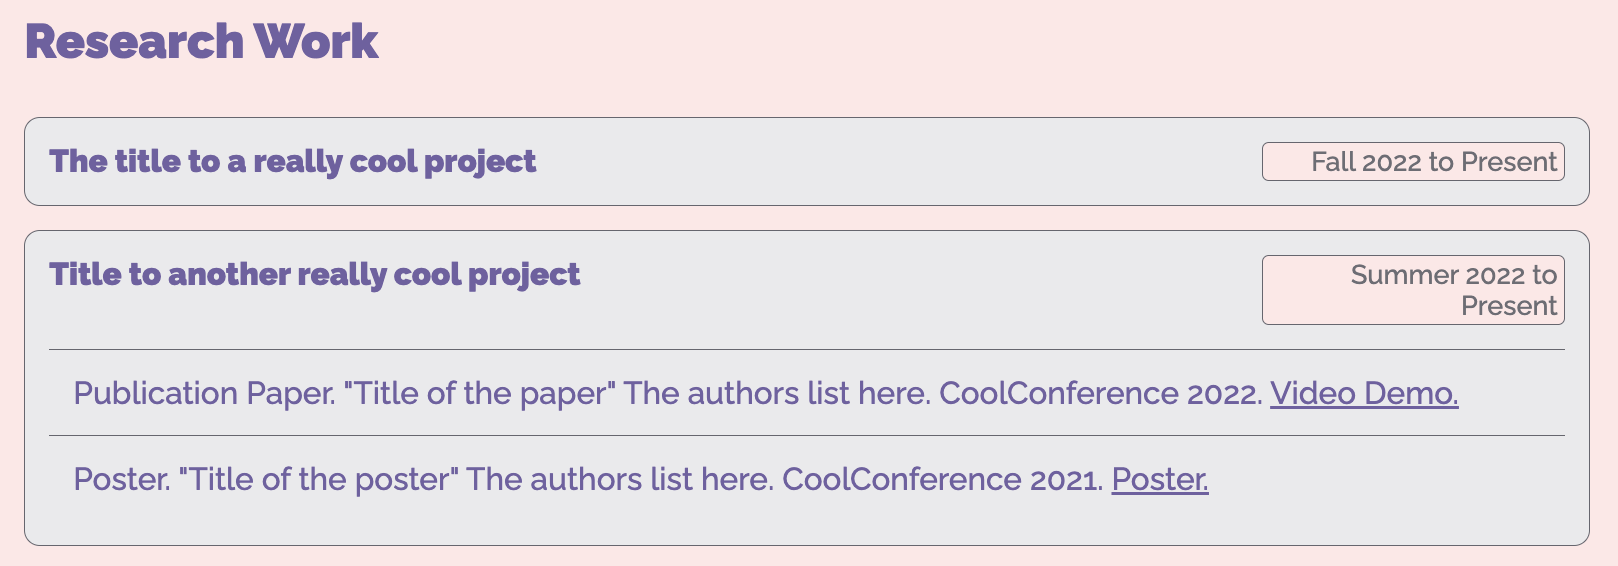 Research Work
The title to a really cool project
Fall 2022 to Present
Title to another really cool project
Summer 2022 to
Present
Publication Paper. "Title of the paper" The authors list here. CoolConference 2022. Video Demo.
Poster. "Title of the poster" The authors list here. CoolConference 2021. Poster.